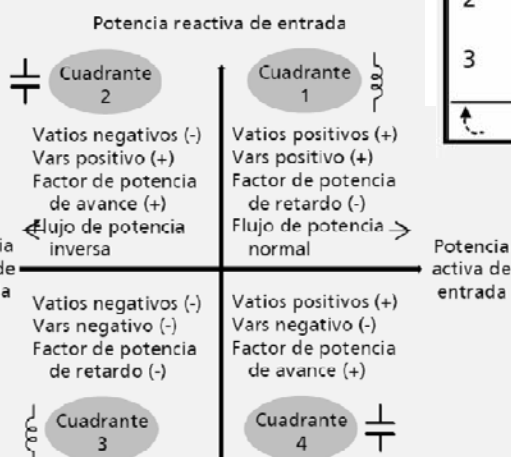 Potencia reactiva de entrada
2
3
Cuadrante
2
Cuadrante
1
Vatios negativos (-)
Vars positivo (+)
Factor de potencia
de avance (+)
Flujo de potencia
inversa
Vatios positivos (+)
Vars positivo (+)
Factor de potencia
de retardo (-)
Flujo de potencia
normal
Potencia
activa de
entrada
Vatios negativos (-)
Vars negativo (-)
Factor de potencia
de retardo (-)
Vatios positivos (+)
Vars negativo (-)
Factor de potencia
de avance (+)
Cuadrante
3
Cuadrante
4